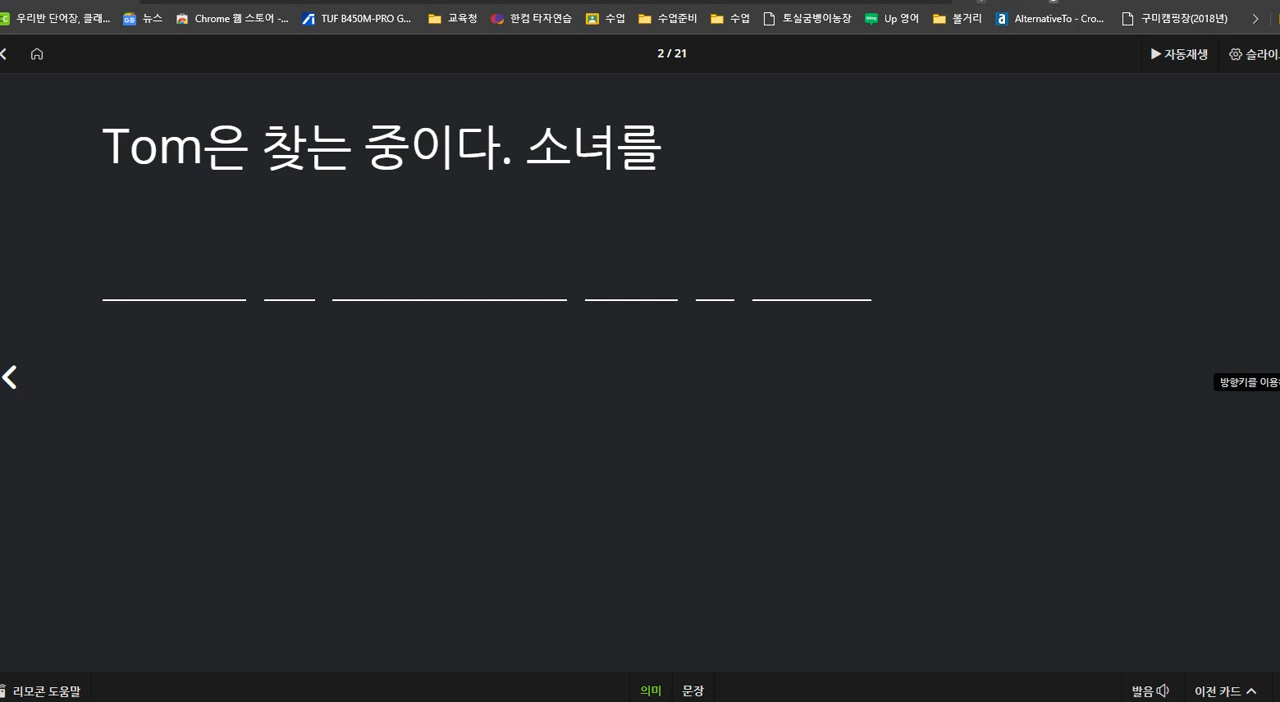 우리반 단어장, 클래... 뉴스 Chrome 웹 스토어 -... TUF B450M-PRO G... 교육청 한컴 타자연습 수업 수업준비 수업 토실굼벵이농장 Up 영어 볼거리 AlternativeTo - Cro... 구미캠핑장(2018년)
2 / 21 자동재생
Tom은 찾는 중이다. 소녀를
방향키를
리모콘 도움말 의미 문장 발음 이전 카드